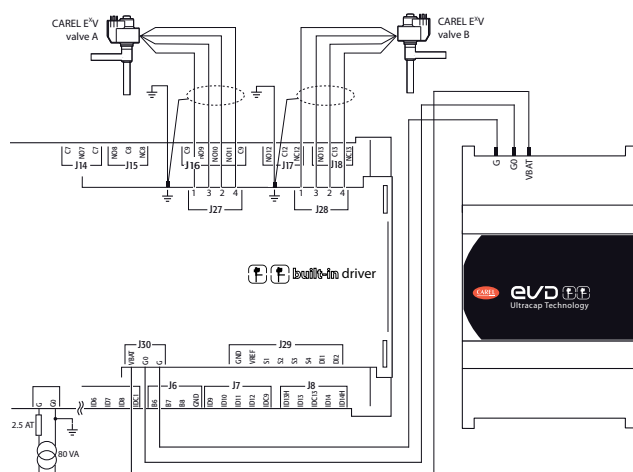 CAREL EXV
valve A
CAREL EXV
valve B
C7
NO7
C7
J14
NO8
C8
NC8
J15
C9
NO9
NO10
NO11
C9
J16
NO12
C12
NC12
J17
NO13
C13
NC13
J18
1 3 2 4
J27
1 3 2 4
J28
G
G0
VBAT
built-in driver
CAREL
evd
Ultracap Technology
J30
VBAT
G0
G
J29
GND
VREF
S1
S2
S3
S4
DI1
DI2
G
G0
2.5 AT
80 VA
ID6
ID7
ID8
IDC1
J6
B6
B7
B8
GND
J7
ID9
ID10
ID11
ID12
IDC9
J8
ID13H
ID13
IDC13
ID14
ID14H